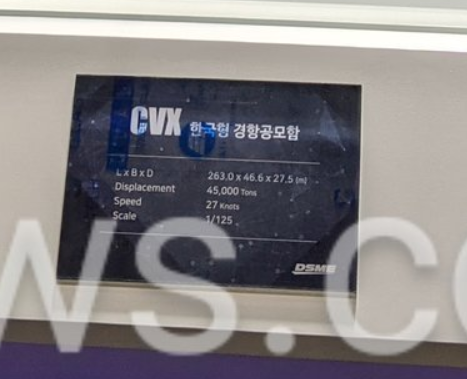 CVX 한국형 경항공모함
L x B x D 263.0 x 46.6 x 27.5 (m)
Displacement 45,000 Tons
Speed 27 Knots
Scale 1/125
DSME
WS.CO